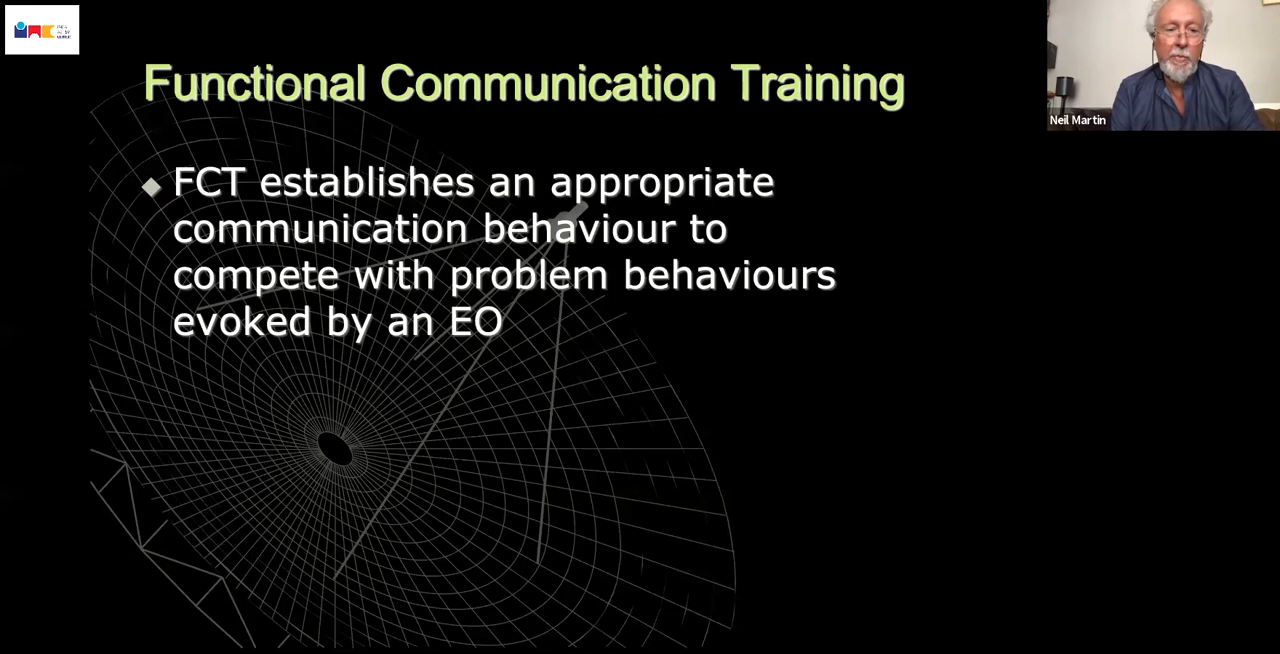 Functional Communication Training
FCT establishes an appropriate
communication behaviour to
compete with problem behaviours
evoked by an EO
Neil Martin